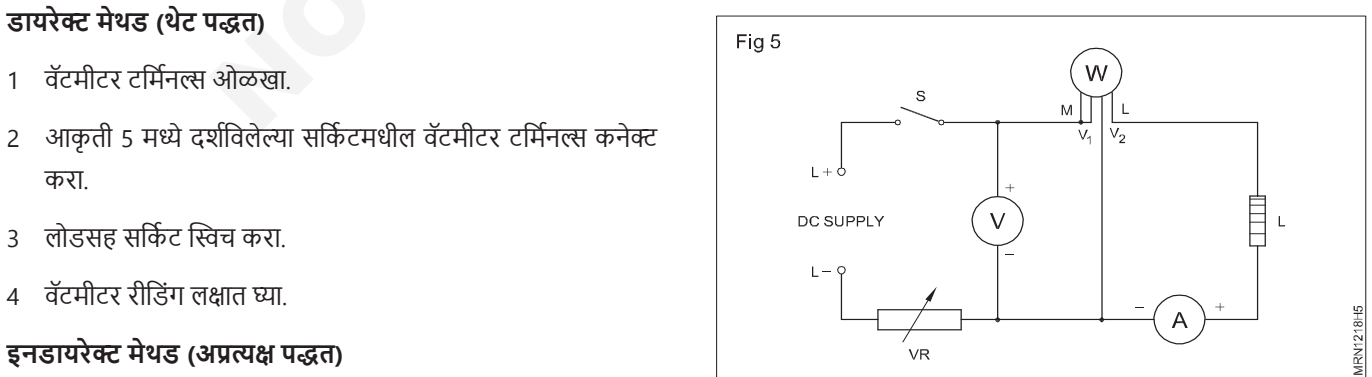 डायरेक्ट मेथड (थेट पद्धत)
1 वॅटमीटर टर्मिनल्स ओळखा.
2 आकृती 5 मध्ये दर्शविलेल्या सर्किटमधील वॅटमीटर टर्मिनल्स कनेक्ट
करा.
3 लोडसह सर्किट स्विच करा.
4 वॅटमीटर रीडिंग लक्षात घ्या.
इनडायरेक्ट मेथड (अप्रत्यक्ष पद्धत)
Fig 5
W
S
M L
V1 V2
L +
+
DC SUPPLY
V
L
–
L –
– A +
VR
MRN1218H5
NO